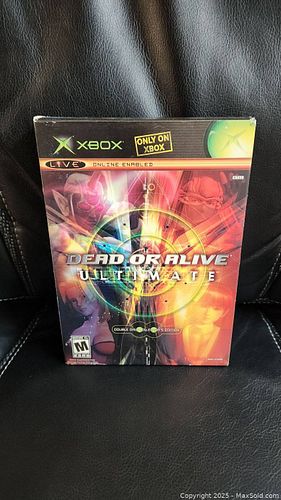 XBOX
ONLY ON
XBOX
LIVE ONLINE ENABLED
DEAD OR ALIVE
ULTIMATE
M
Copyright 2025 - MaxSold.com